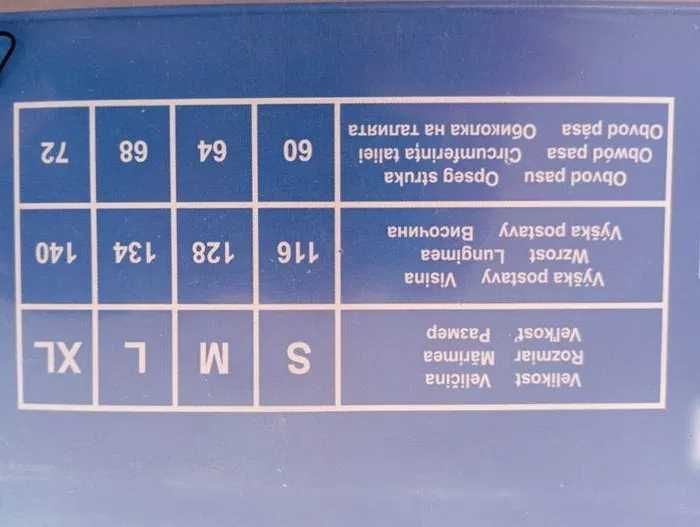 Velikost Veličina
Rozmiar Mărimea
Veľkosť Размер
S M L XL
Výška postavy Visina
Wzrost Lungimea
Výška postavy Височина
116 128 134 140
Obvod pasu Opseg struka
Obwód pasa Circumferința taliei
Obvod pása Обиколка на талията
60 64 68 72